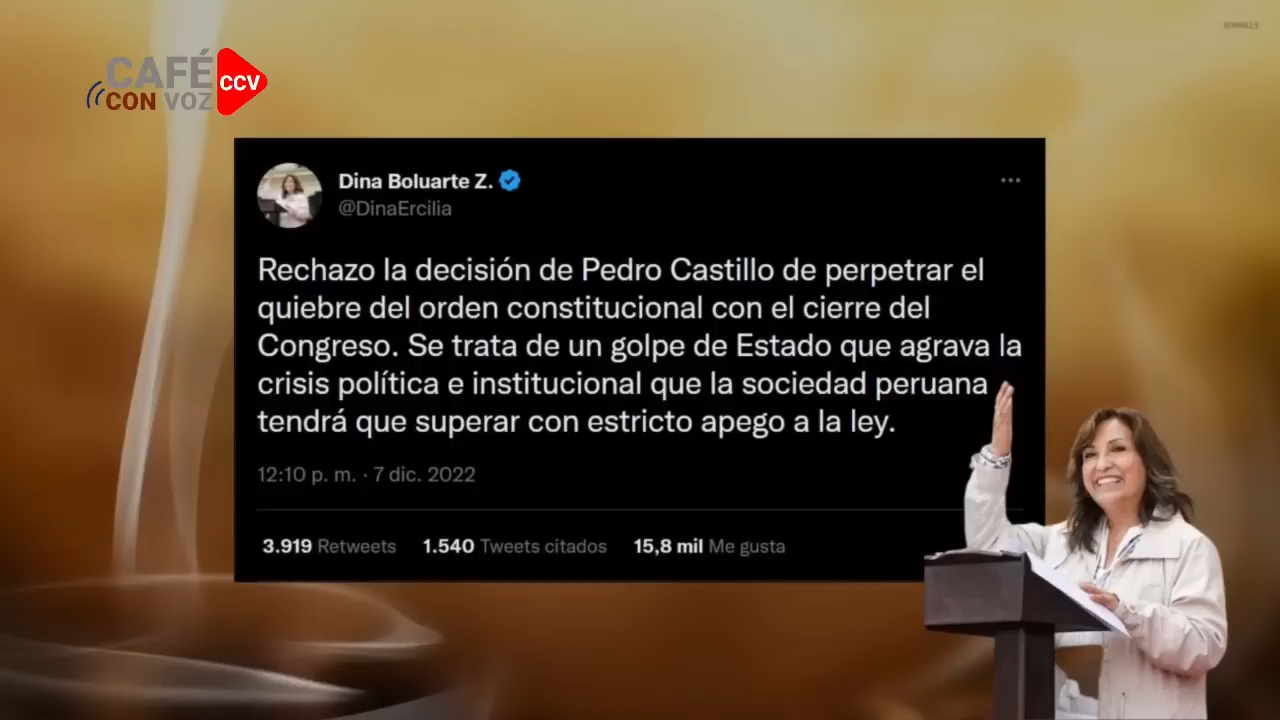 CAFÉ
CON VOZ
CCV
Dina Boluarte Z.
@DinaErcilia
Rechazo la decisión de Pedro Castillo de perpetrar el
quiebre del orden constitucional con el cierre del
Congreso. Se trata de un golpe de Estado que agrava la
crisis política e institucional que la sociedad peruana
tendrá que superar con estricto apego a la ley.
12:10 p. m. · 7 dic. 2022
3.919 Retweets 1.540 Tweets citados 15,8 mil Me gusta